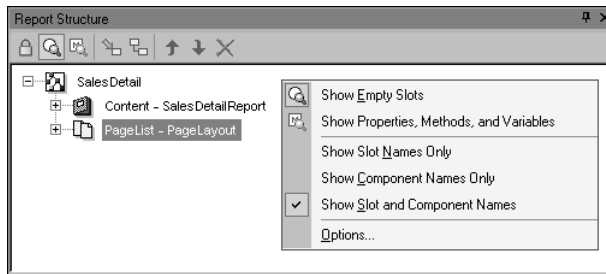 Report Structure
SalesDetail
Content - SalesDetailReport
PageList - PageLayout
Show Empty Slots
Show Properties, Methods, and Variables
Show Slot Names Only
Show Component Names Only
Show Slot and Component Names
Options...